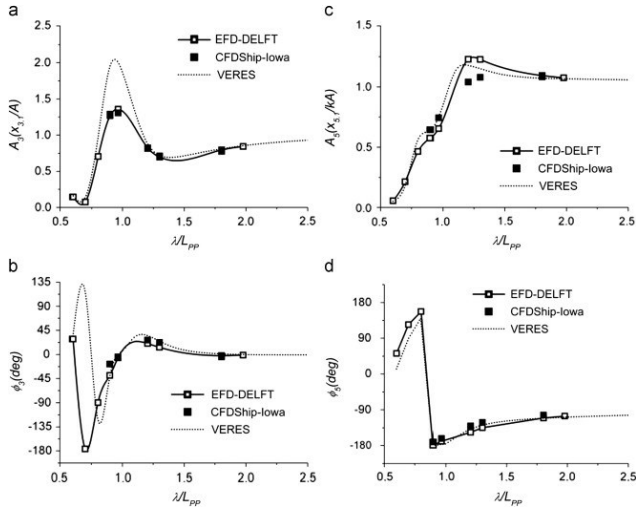 a
A3(x3,1/A)
2.5
2.0
1.5
1.0
0.5
0.0
EFD-DELFT
CFDShip-Iowa
VERES
0.5 1.0 1.5 2.0 2.5
λ/LPP
b
ϕ3(deg)
135
90
45
0
-45
-90
-135
-180
EFD-DELFT
CFDShip-Iowa
VERES
0.5 1.0 1.5 2.0 2.5
λ/LPP
c
A5(x5,1/kA)
1.5
1.0
0.5
0.0
EFD-DELFT
CFDShip-Iowa
VERES
0.5 1.0 1.5 2.0 2.5
λ/LPP
d
ϕ5(deg)
180
90
0
-90
-180
EFD-DELFT
CFDShip-Iowa
VERES
0.5 1.0 1.5 2.0 2.5
λ/LPP